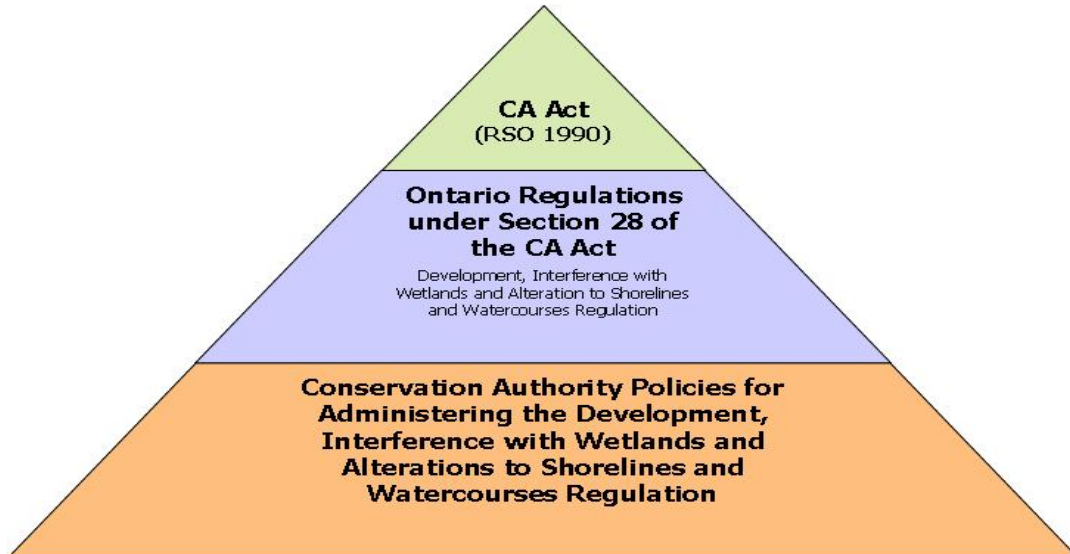 CA Act
(RSO 1990)
Ontario Regulations
under Section 28 of
the CA Act
Development, Interference with
Wetlands and Alteration to Shorelines
and Watercourses Regulation
Conservation Authority Policies for
Administering the Development,
Interference with Wetlands and
Alterations to Shorelines and
Watercourses Regulation